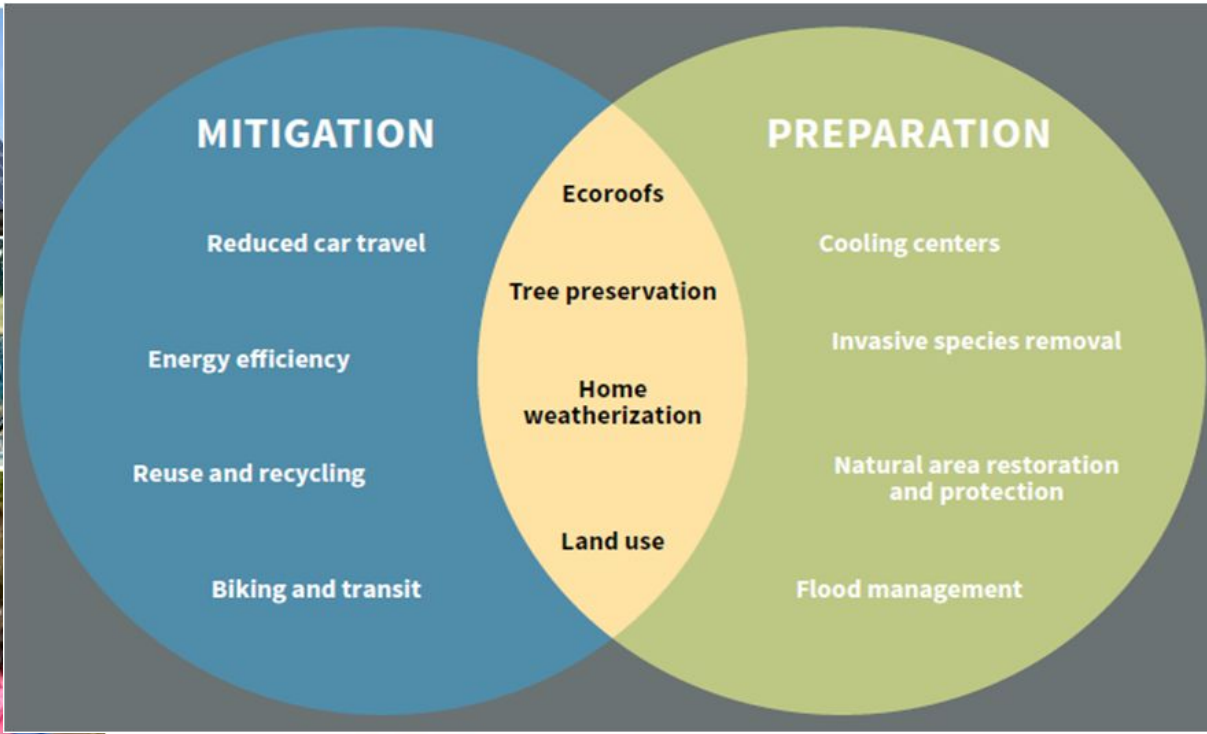 MITIGATION
Reduced car travel
Energy efficiency
Reuse and recycling
Biking and transit
Ecoroofs
Tree preservation
Home
weatherization
Land use
PREPARATION
Cooling centers
Invasive species removal
Natural area restoration
and protection
Flood management